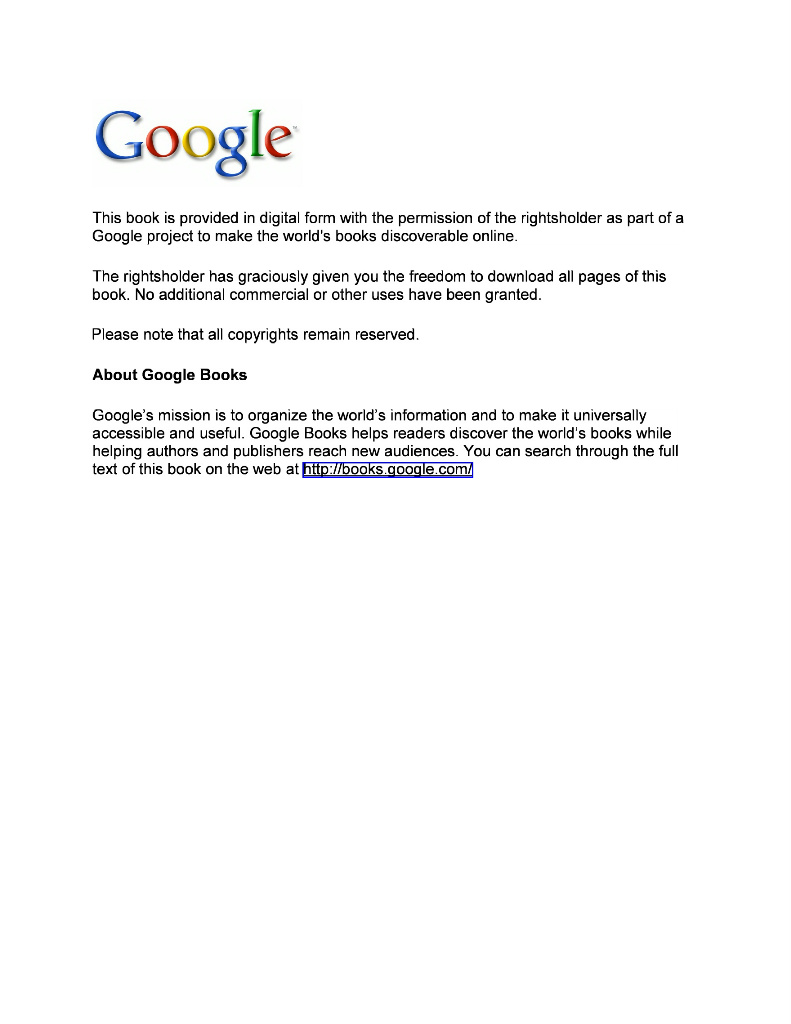 Google™
This book is provided in digital form with the permission of the rightsholder as part of a
Google project to make the world's books discoverable online.
The rightsholder has graciously given you the freedom to download all pages of this
book. No additional commercial or other uses have been granted.
Please note that all copyrights remain reserved.
About Google Books
Google's mission is to organize the world's information and to make it universally
accessible and useful. Google Books helps readers discover the world's books while
helping authors and publishers reach new audiences. You can search through the full
text of this book on the web at http://books.google.com/